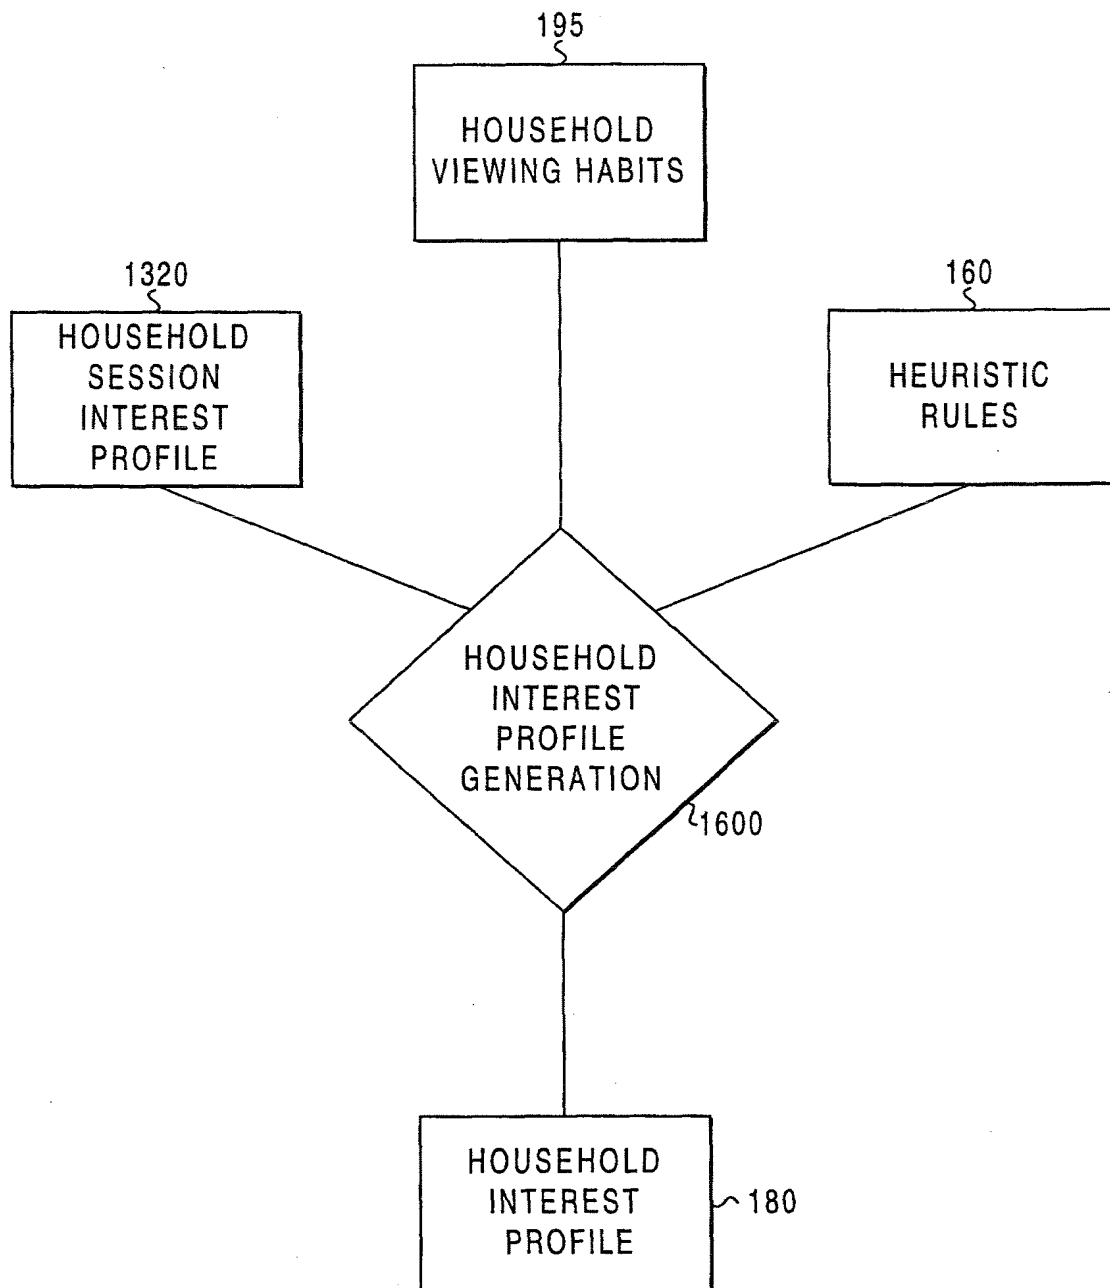 195
HOUSEHOLD
VIEWING HABITS
1320
HOUSEHOLD
SESSION
INTEREST
PROFILE
160
HEURISTIC
RULES
HOUSEHOLD
INTEREST
PROFILE
GENERATION
1600
HOUSEHOLD
INTEREST
PROFILE
180